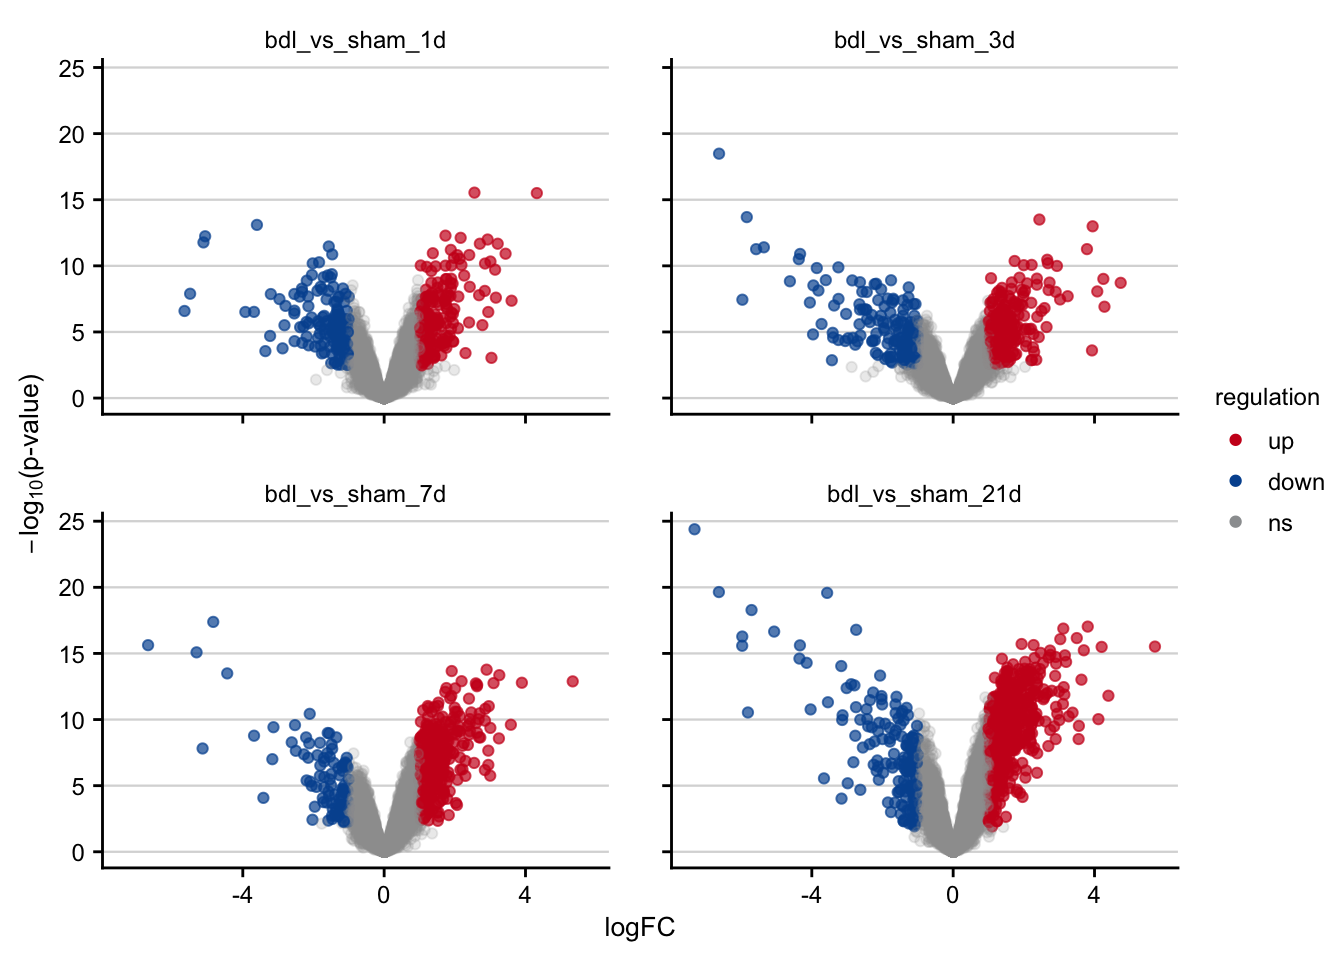 bdl_vs_sham_1d
bdl_vs_sham_3d
25
20
15
10
5
0
bdl_vs_sham_7d
bdl_vs_sham_21d
25
20
15
10
5
0
-4
0
4
-4
0
4
logFC
−log₁₀(p-value)
regulation
up
down
ns